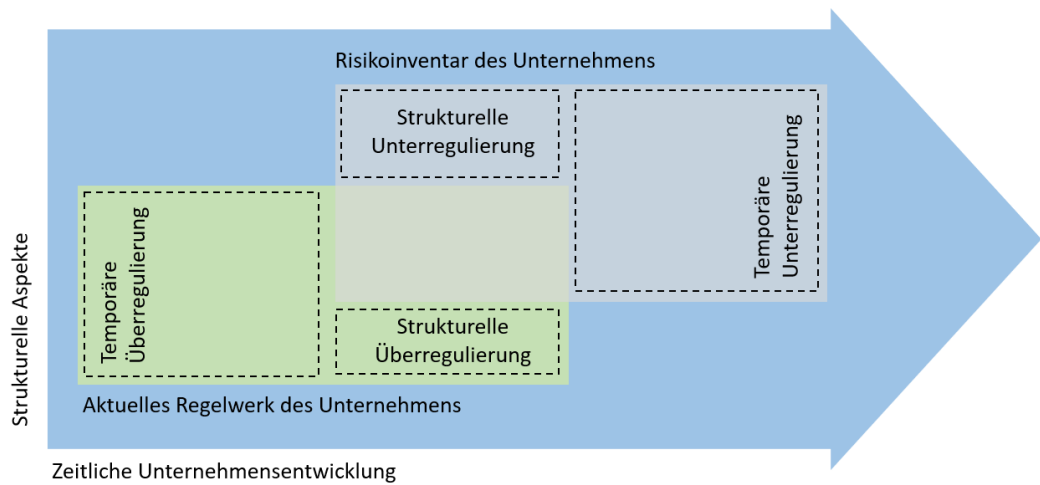 Risikoinventar des Unternehmens
Strukturelle
Unterregulierung
Temporäre
Unterregulierung
Temporäre
Überregulierung
Strukturelle
Überregulierung
Aktuelles Regelwerk des Unternehmens
Strukturelle Aspekte
Zeitliche Unternehmensentwicklung